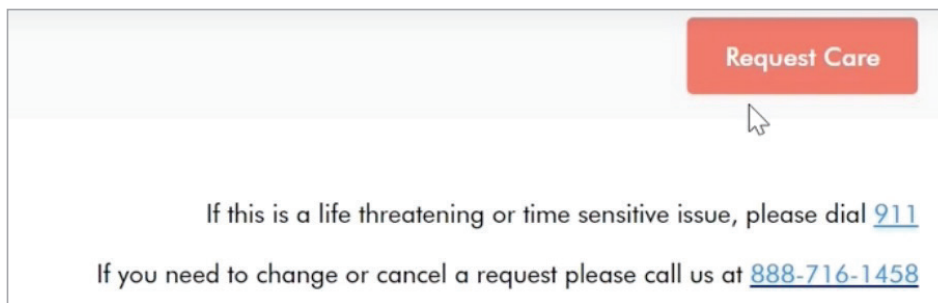 Request Care
If this is a life threatening or time sensitive issue, please dial 911
If you need to change or cancel a request please call us at 888-716-1458